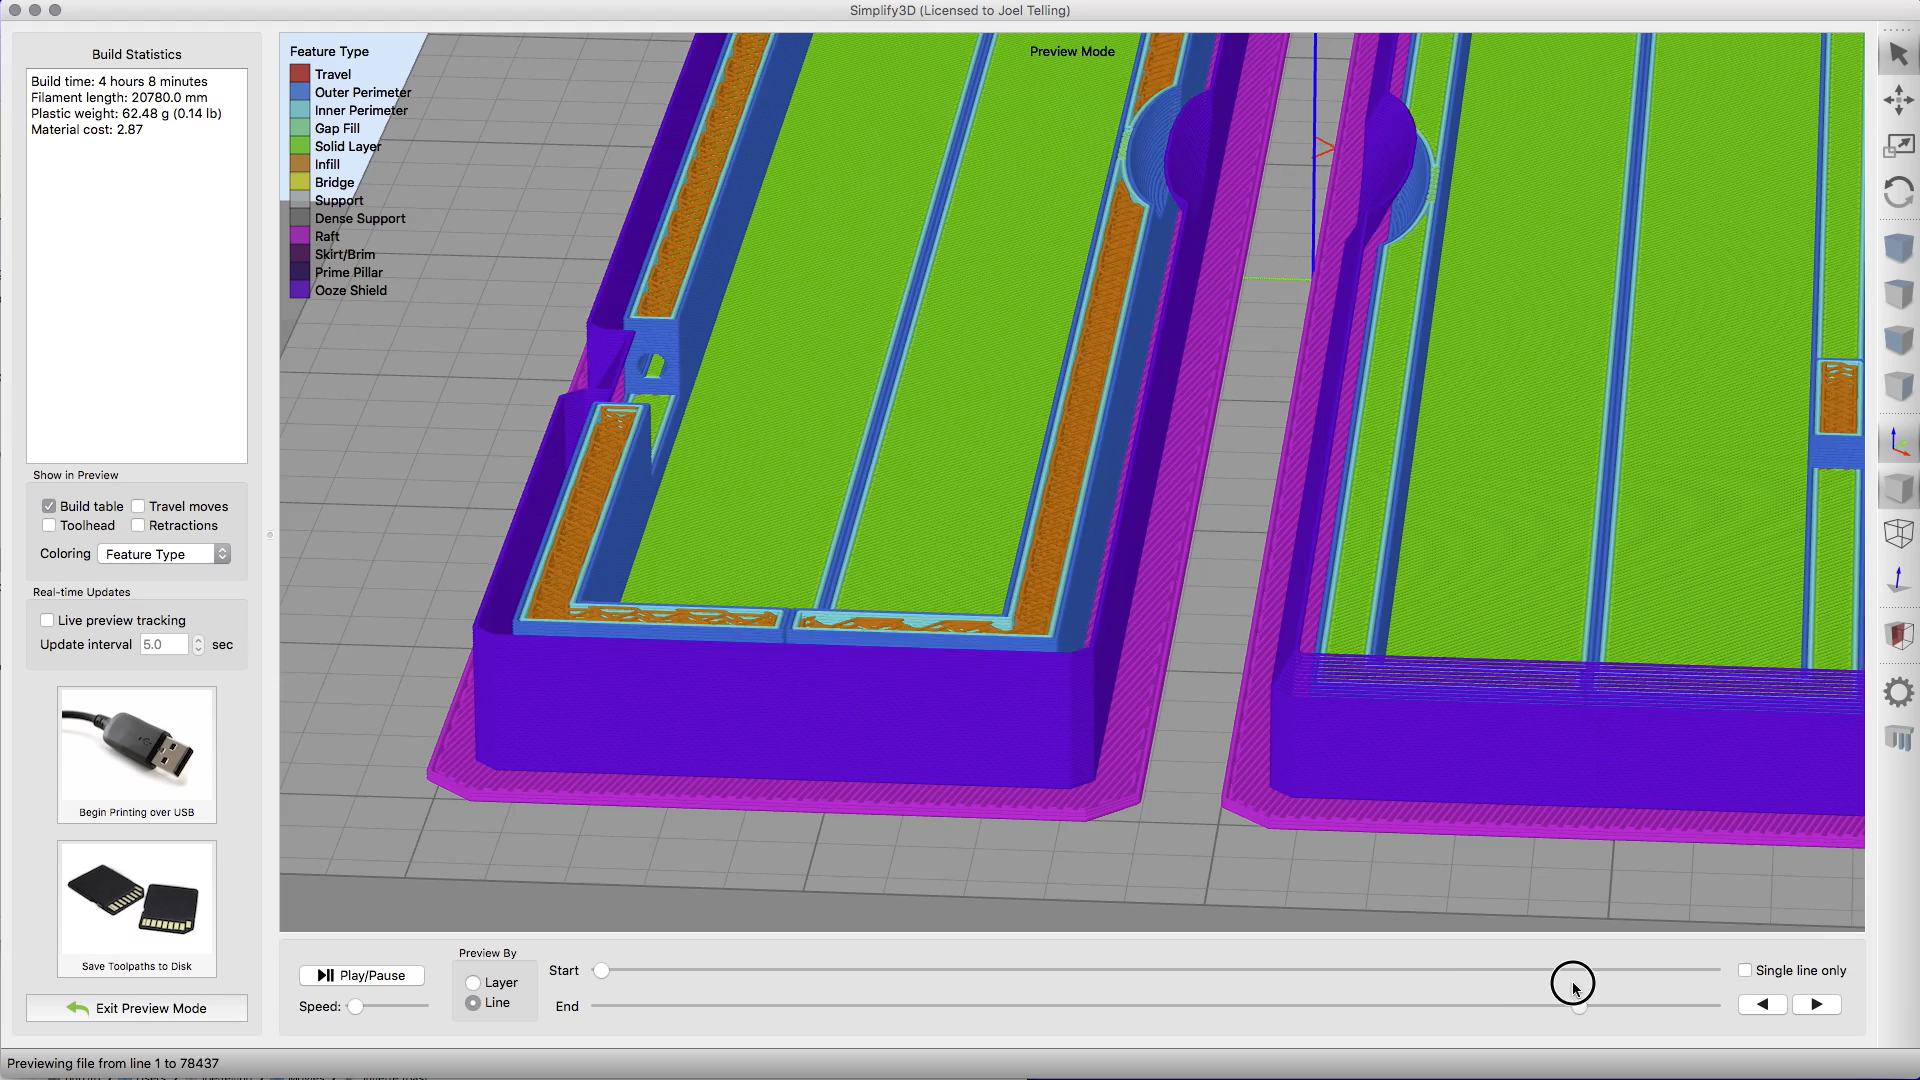 Simplify3D (Licensed to Joel Telling)
Build Statistics
Build time: 4 hours 8 minutes
Filament length: 20780.0 mm
Plastic weight: 62.48 g (0.14 lb)
Material cost: 2.87
Feature Type
Travel
Outer Perimeter
Inner Perimeter
Gap Fill
Solid Layer
Infill
Bridge
Support
Dense Support
Raft
Skirt/Brim
Prime Pillar
Ooze Shield
Preview Mode
Show in Preview
Build table
Travel moves
Toolhead
Retractions
Coloring
Feature Type
Real-time Updates
Live preview tracking
Update interval 5.0 sec
Begin Printing over USB
Save Toolpaths to Disk
Exit Preview Mode
Play/Pause
Speed:
Preview By
Layer
Line
Start
End
Single line only
Previewing file from line 1 to 78437